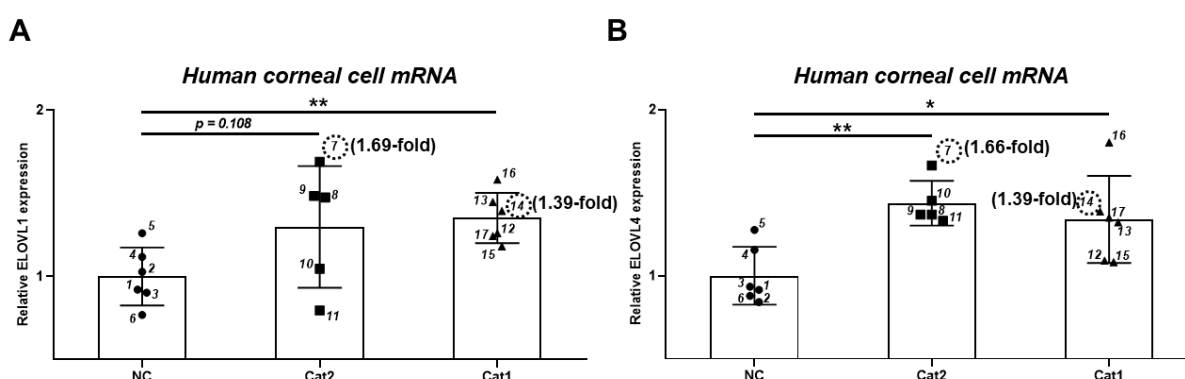 A
Human corneal cell mRNA
Relative ELOVL1 expression
2
1
**
p = 0.108
7 (1.69-fold)
9 8
10
11
16
13 14 (1.39-fold)
17 12
15
5
4
2
1 3
6
NC Cat2 Cat1
B
Human corneal cell mRNA
Relative ELOVL4 expression
2
1
*
**
7 (1.66-fold)
10
9 8 11
16
(1.39-fold) 14
17
13
12 15
5
4
3 1
6 2
NC Cat2 Cat1